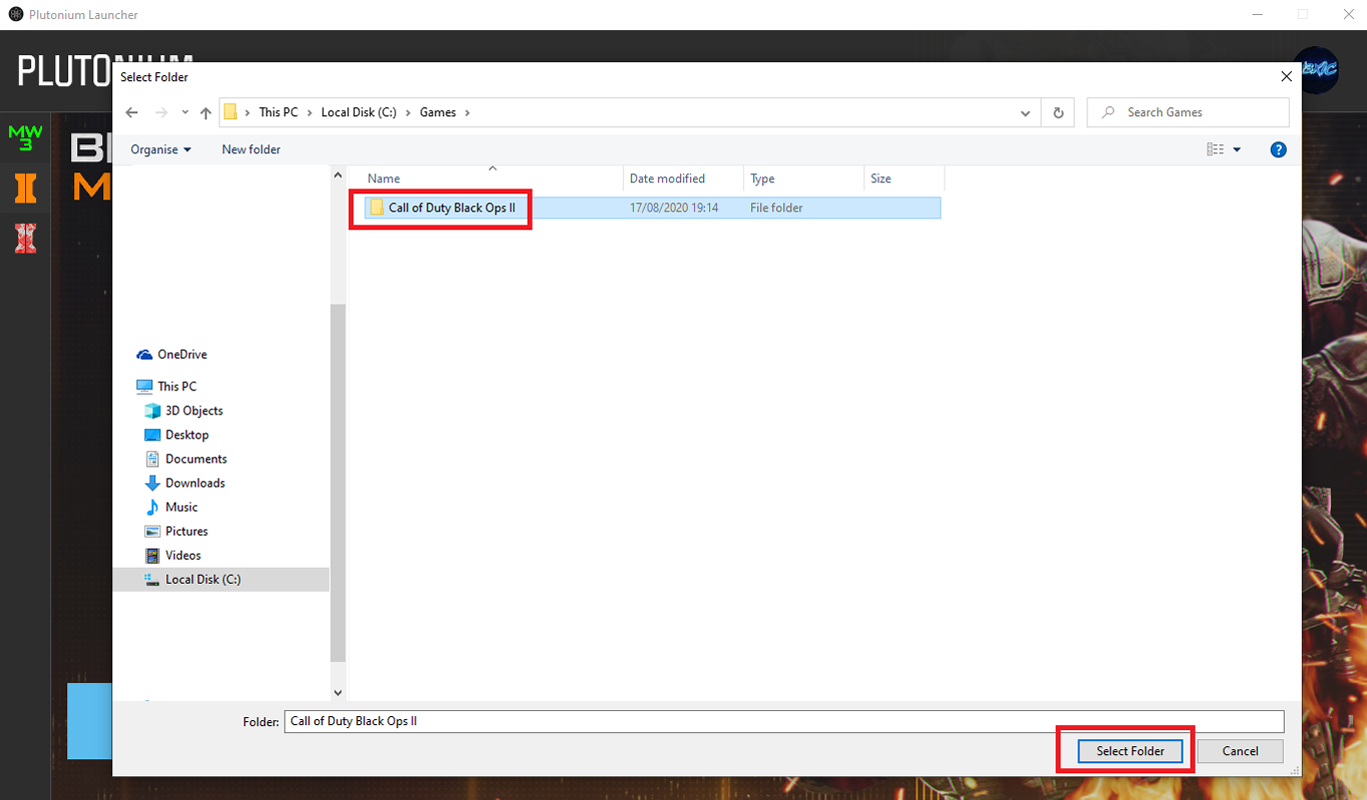 Plutonium Launcher
PLUTONIUM
Select Folder
This PC > Local Disk (C:) > Games >
Search Games
Organise
New folder
MW
3
Name
Date modified
Type
Size
Call of Duty Black Ops II
17/08/2020 19:14
File folder
OneDrive
This PC
3D Objects
Desktop
Documents
Downloads
Music
Pictures
Videos
Local Disk (C:)
Folder:
Call of Duty Black Ops II
Select Folder
Cancel